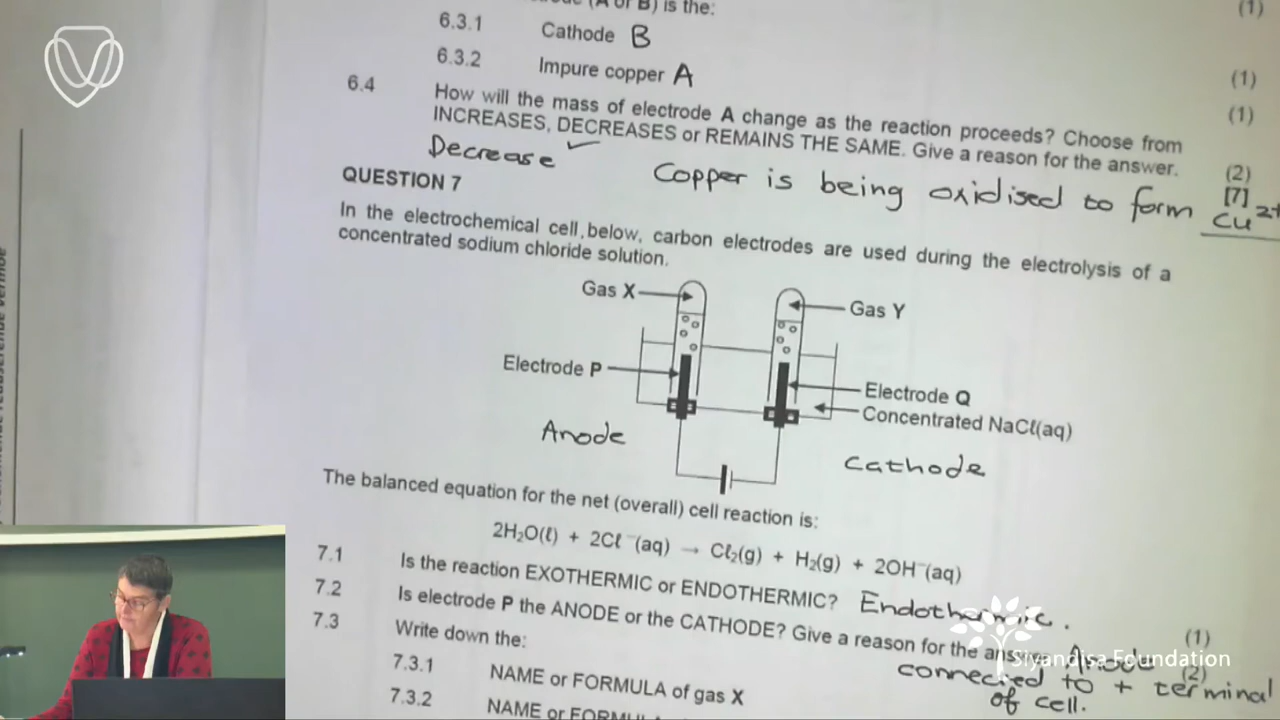 (A or B) is the:
(1)
6.3.1 Cathode B
(1)
6.3.2 Impure copper A
(1)
6.4 How will the mass of electrode A change as the reaction proceeds? Choose from
INCREASES, DECREASES or REMAINS THE SAME. Give a reason for the answer.
(2)
Decrease ✓ Copper is being oxidised to form Cu2+
[7]
QUESTION 7
In the electrochemical cell, below, carbon electrodes are used during the electrolysis of a
concentrated sodium chloride solution.
Gas X
Gas Y
Electrode P
Electrode Q
Concentrated NaCℓ(aq)
Anode
Cathode
The balanced equation for the net (overall) cell reaction is:
2H₂O(ℓ) + 2Cℓ⁻(aq) → Cℓ₂(g) + H₂(g) + 2OH⁻(aq)
7.1 Is the reaction EXOTHERMIC or ENDOTHERMIC? Endothermic.
(1)
7.2 Is electrode P the ANODE or the CATHODE? Give a reason for the Anode
(2)
connected to + terminal
of cell.
7.3 Write down the:
7.3.1 NAME or FORMULA of gas X
7.3.2 NAME or
Siyandisa Foundation